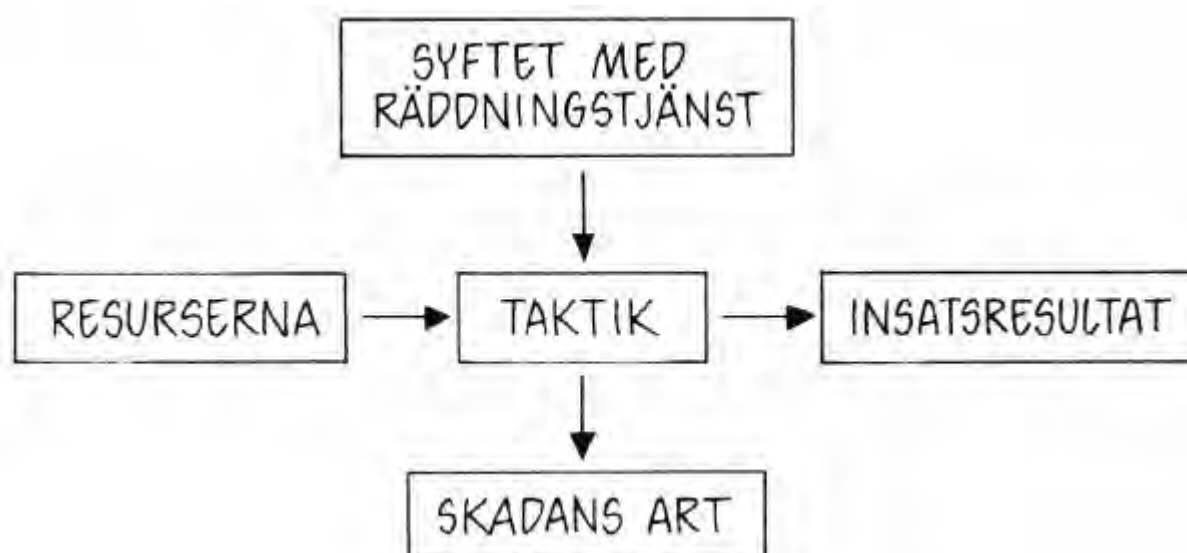 SYFTET MED
RÄDDNINGSTJÄNST
RESURSERNA
TAKTIK
INSATSRESULTAT
SKADANS ART